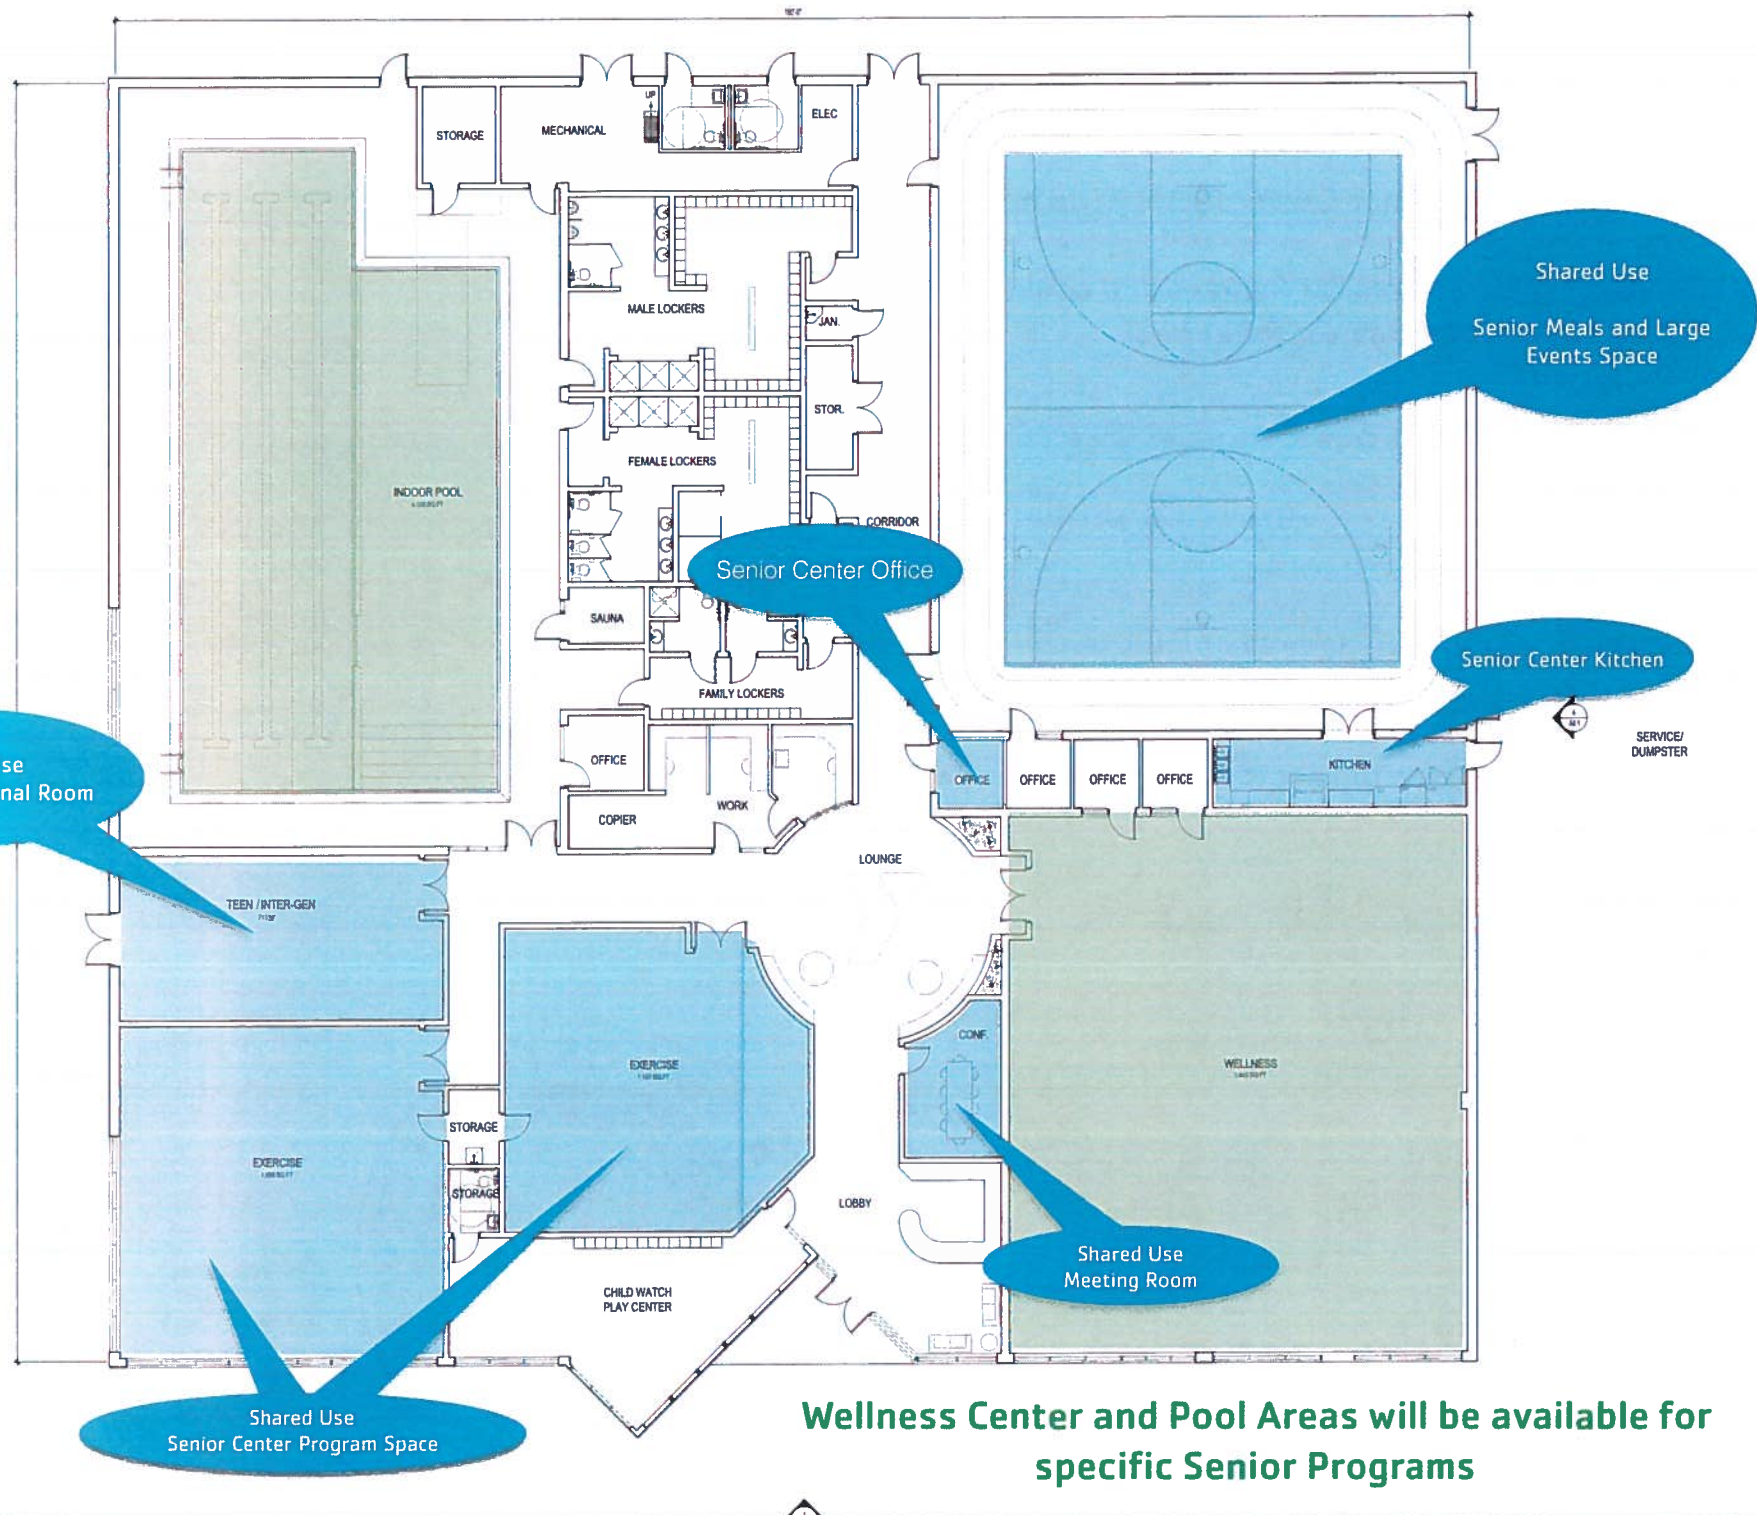 STORAGE
MECHANICAL
UP
ELEC
MALE LOCKERS
JAN.
STOR.
FEMALE LOCKERS
CORRIDOR
INDOOR POOL
SAUNA
FAMILY LOCKERS
OFFICE
COPIER
WORK
Shared Use
Senior Meals and Large
Events Space
Senior Center Office
Senior Center Kitchen
SERVICE/
DUMPSTER
OFFICE
OFFICE
OFFICE
OFFICE
KITCHEN
se
nal Room
TEEN / INTER-GEN
LOUNGE
EXERCISE
CONF.
WELLNESS
STORAGE
EXERCISE
STORAGE
LOBBY
Shared Use
Meeting Room
CHILD WATCH
PLAY CENTER
Shared Use
Senior Center Program Space
Wellness Center and Pool Areas will be available for
specific Senior Programs